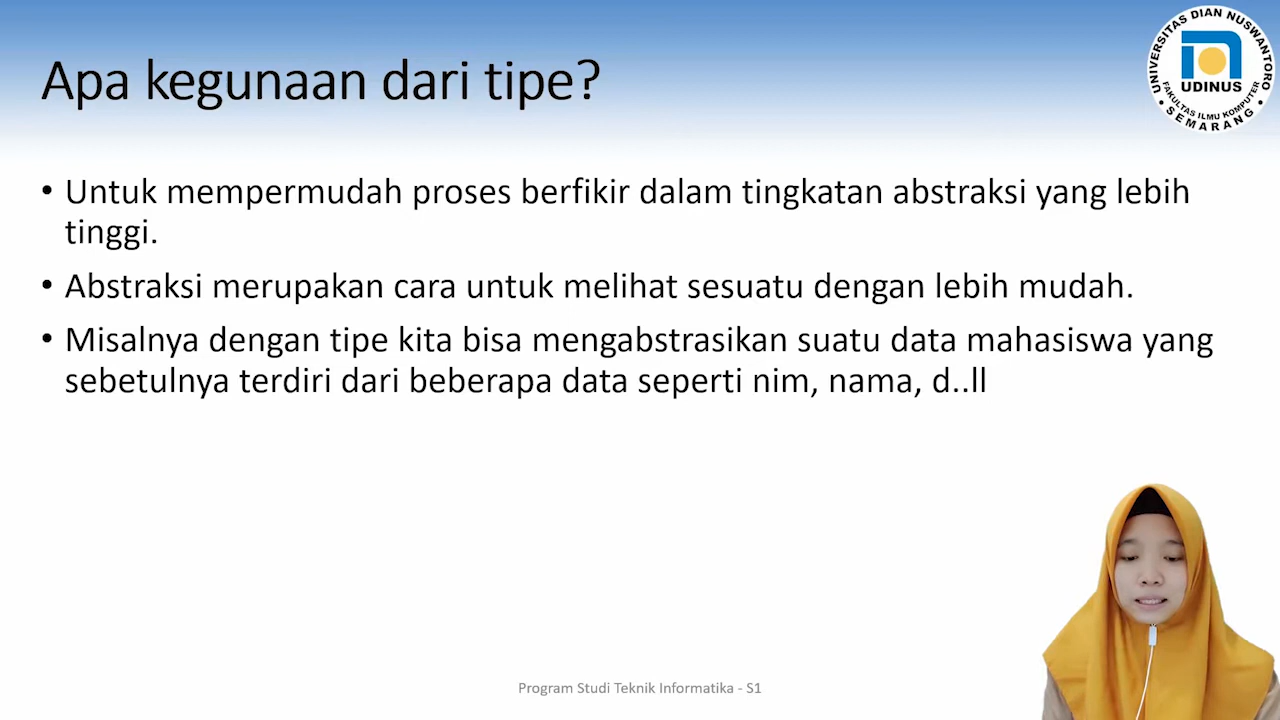 Apa kegunaan dari tipe?
UNIVERSITAS DIAN NUSWANTORO
UDINUS
FAKULTAS ILMU KOMPUTER
• SEMARANG •
• Untuk mempermudah proses berfikir dalam tingkatan abstraksi yang lebih
tinggi.
• Abstraksi merupakan cara untuk melihat sesuatu dengan lebih mudah.
• Misalnya dengan tipe kita bisa mengabstrasikan suatu data mahasiswa yang
sebetulnya terdiri dari beberapa data seperti nim, nama, d..ll
Program Studi Teknik Informatika - S1